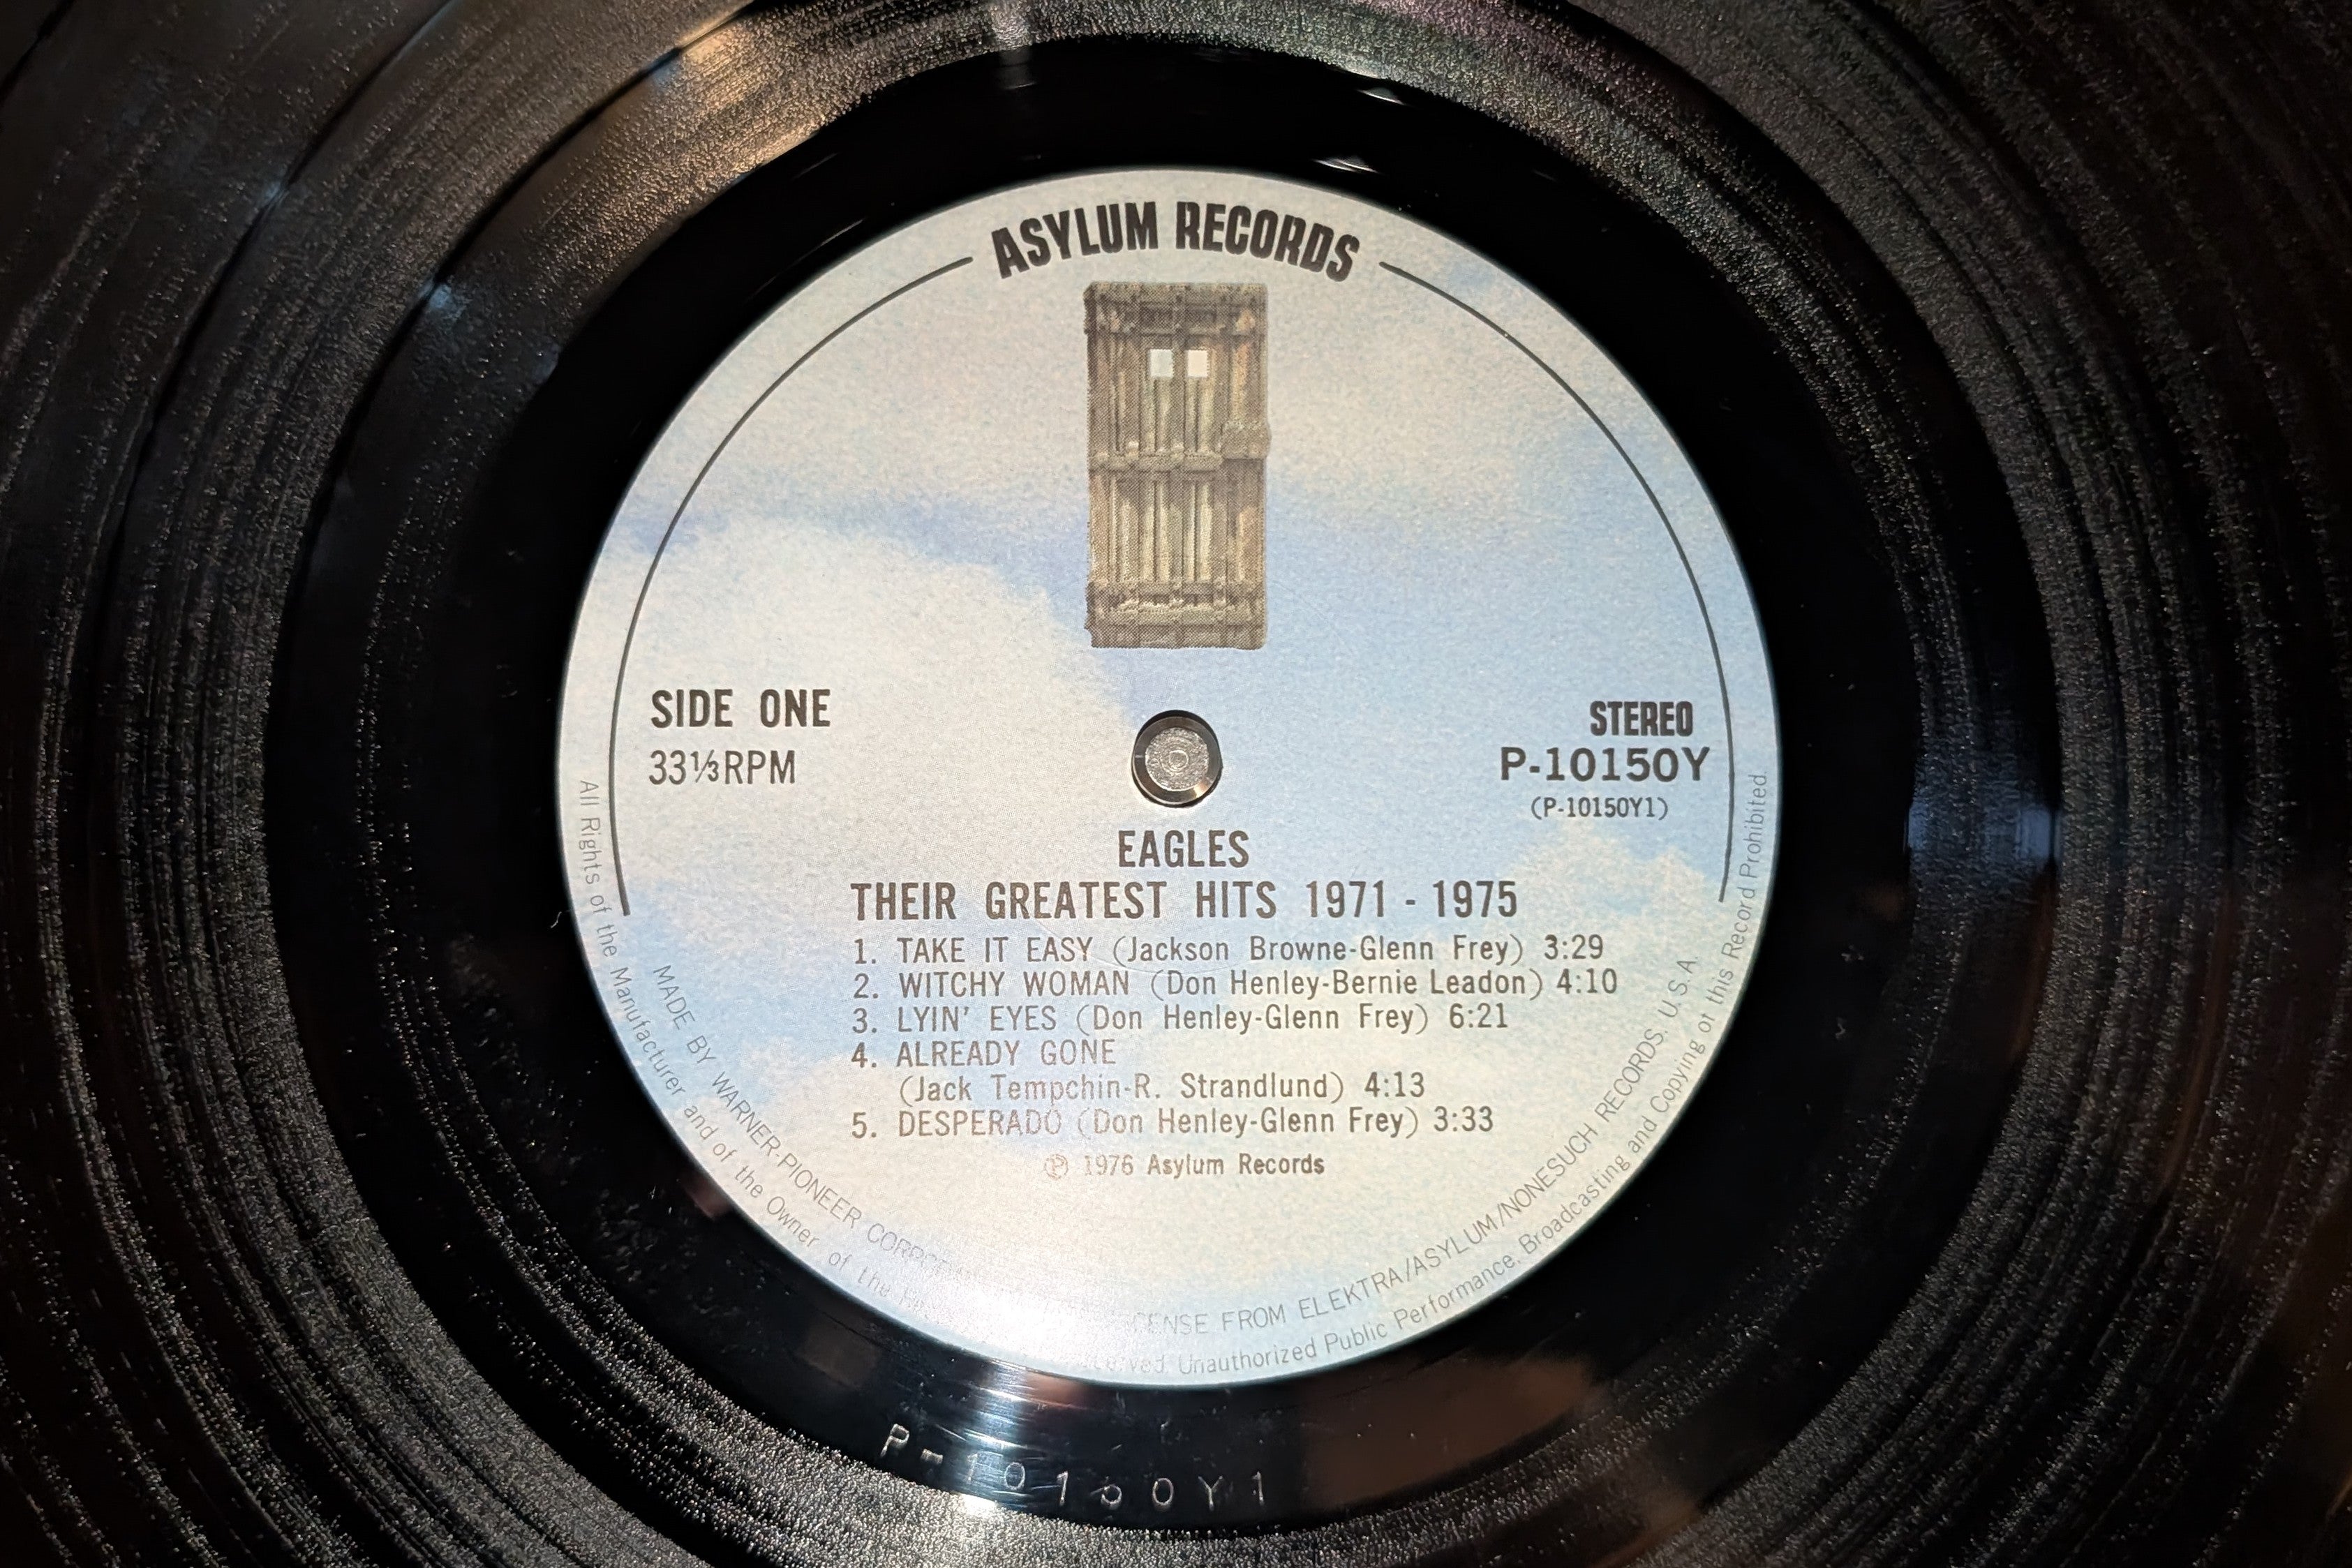 ASYLUM RECORDS
SIDE ONE
33⅓ RPM
STEREO
P-10150Y
(P-10150Y1)
EAGLES
THEIR GREATEST HITS 1971 - 1975
1. TAKE IT EASY (Jackson Browne-Glenn Frey) 3:29
2. WITCHY WOMAN (Don Henley-Bernie Leadon) 4:10
3. LYIN' EYES (Don Henley-Glenn Frey) 6:21
4. ALREADY GONE
(Jack Tempchin-R. Strandlund) 4:13
5. DESPERADO (Don Henley-Glenn Frey) 3:33
℗ 1976 Asylum Records
MADE BY WARNER-PIONEER FROM ELEKTRA/ASYLUM/NONESUCH RECORDS. U.S.A.
All Rights of the Manufacturer and of the Owner of the Unauthorized Public Performance, Broadcasting and Copying of this Record Prohibited.
P-10150Y1